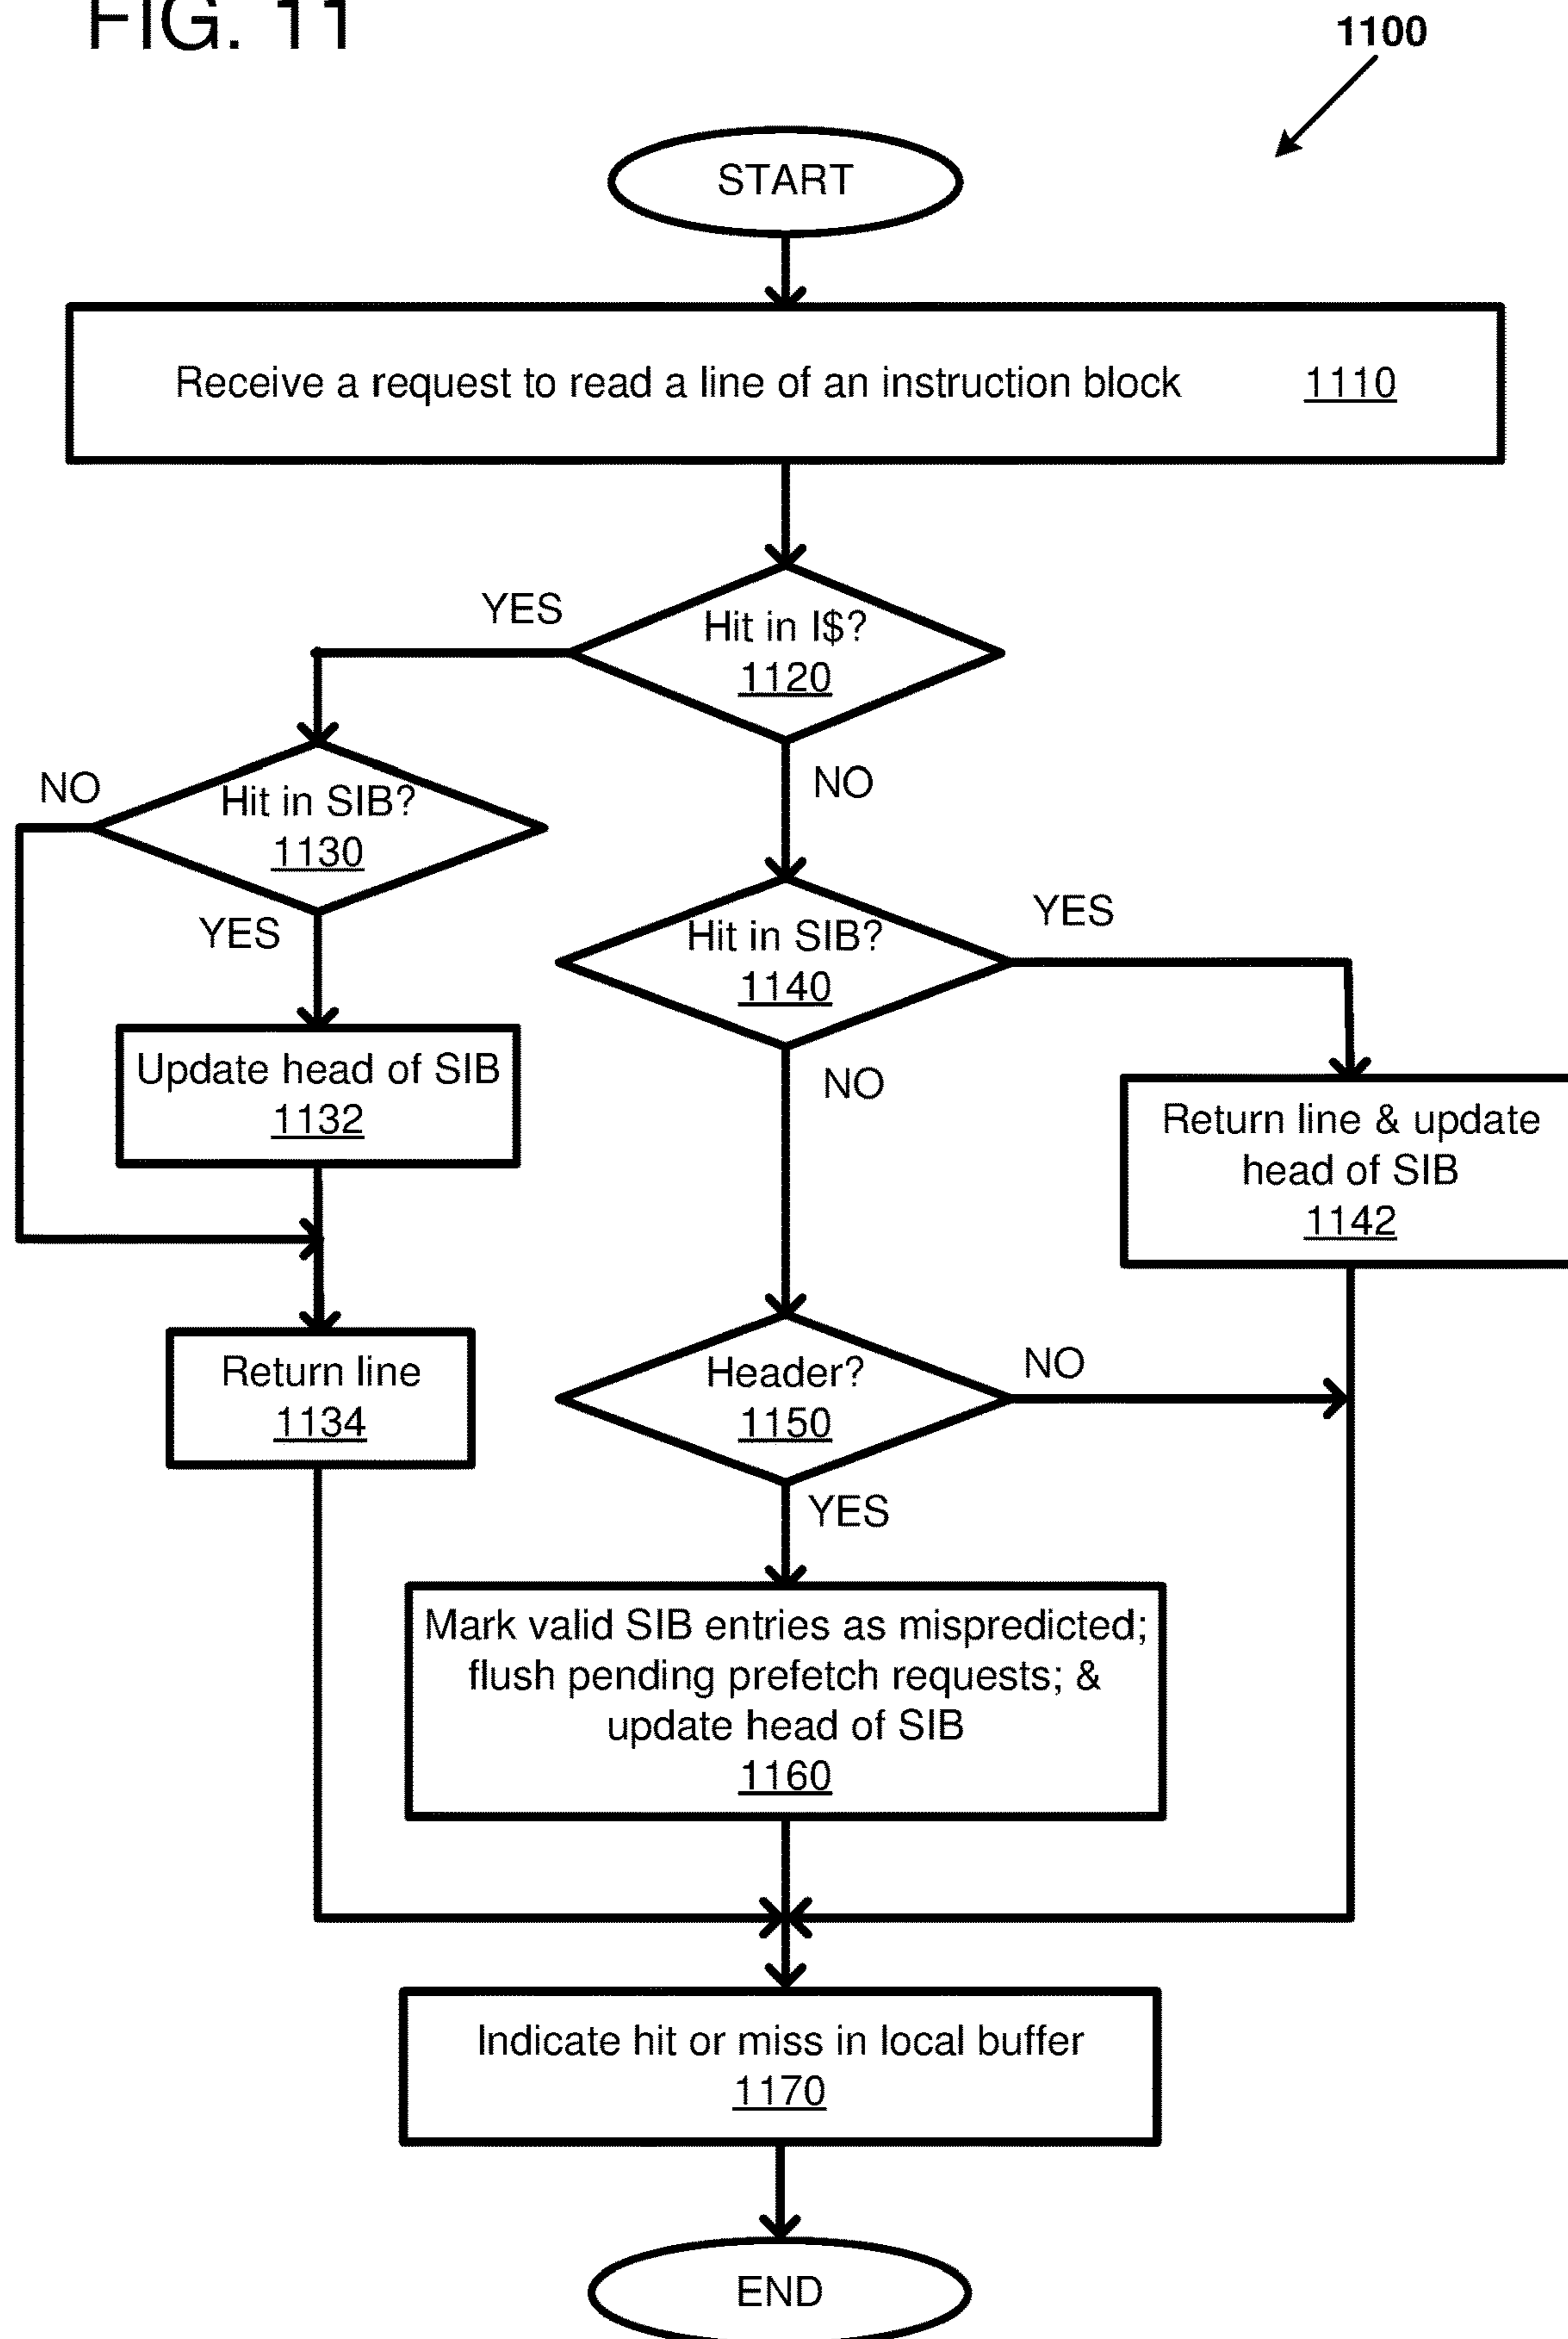 FIG. 11
1100
START
Receive a request to read a line of an instruction block 1110
YES
Hit in I$?
1120
NO
NO
Hit in SIB?
1130
YES
Hit in SIB?
1140
YES
NO
Update head of SIB
1132
Return line & update
head of SIB
1142
Return line
1134
Header?
1150
NO
YES
Mark valid SIB entries as mispredicted;
flush pending prefetch requests; &
update head of SIB
1160
Indicate hit or miss in local buffer
1170
END